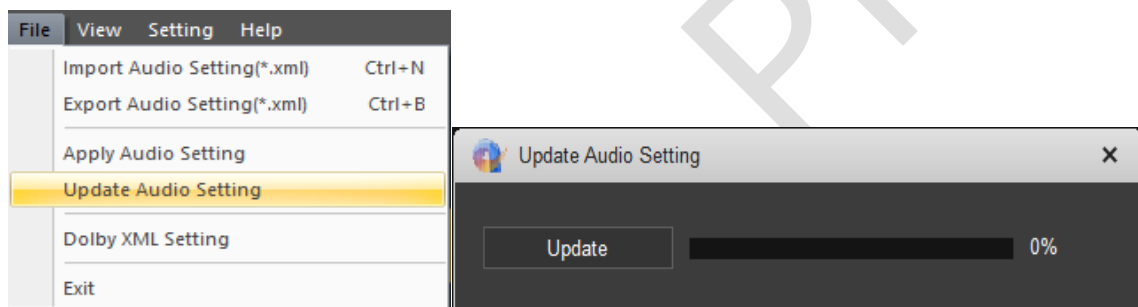 File View Setting Help
Import Audio Setting(*.xml) Ctrl+N
Export Audio Setting(*.xml) Ctrl+B
Apply Audio Setting
Update Audio Setting
Dolby XML Setting
Exit
Update Audio Setting
Update 0%